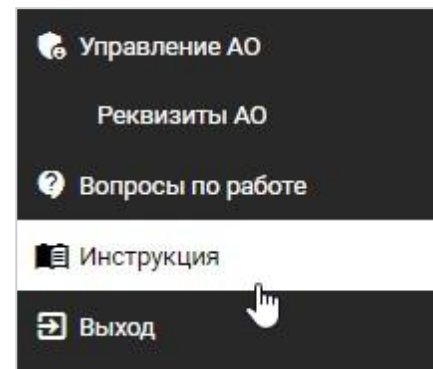 Управление АО
Реквизиты АО
Вопросы по работе
Инструкция
Выход